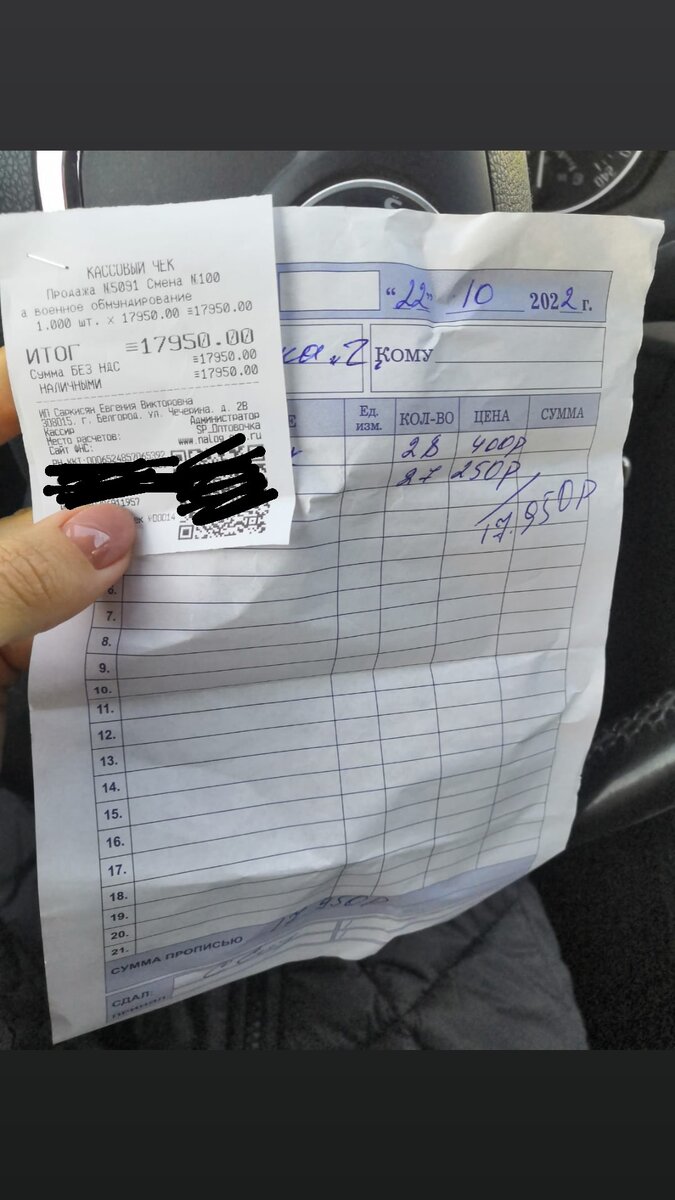 КАССОВЫЙ ЧЕК
Продажа №5091 Смена №100
а военное обмундирование
1.000 шт. × 17950.00 ≡17950.00
ИТОГ ≡17950.00
Сумма БЕЗ НДС ≡17950.00
НАЛИЧНЫМИ ≡17950.00
ИП Саркисян Евгения Викторовна
308015, г. Белгород, ул. Чечерина, д. 2В
Кассир Администратор
Место расчетов: SP_Оптовочка
Сайт ФНС: www.nalog
"22" 10 2022 г.
КОМУ
Ед. изм. КОЛ-ВО ЦЕНА СУММА
28 400р
27 250р
17.950р
6.
7.
8.
9.
10.
11.
12.
13.
14.
15.
16.
17.
18.
19.
20.
21.
СУММА ПРОПИСЬЮ 17 950р
СДАЛ: